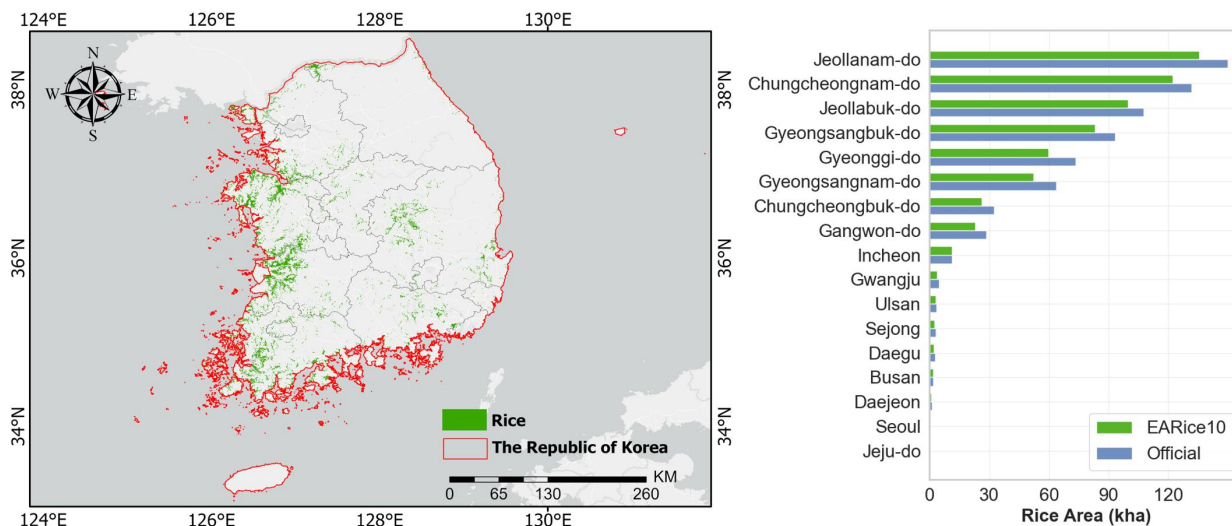 124°E 126°E 128°E 130°E
38°N
36°N
34°N
N
W E
S
38°N
36°N
34°N
Rice
The Republic of Korea
KM
0 65 130 260
124°E 126°E 128°E 130°E
Jeollanam-do
Chungcheongnam-do
Jeollabuk-do
Gyeongsangbuk-do
Gyeonggi-do
Gyeongsangnam-do
Chungcheongbuk-do
Gangwon-do
Incheon
Gwangju
Ulsan
Sejong
Daegu
Busan
Daejeon
Seoul
Jeju-do
EARice10
Official
0 30 60 90 120
Rice Area (kha)